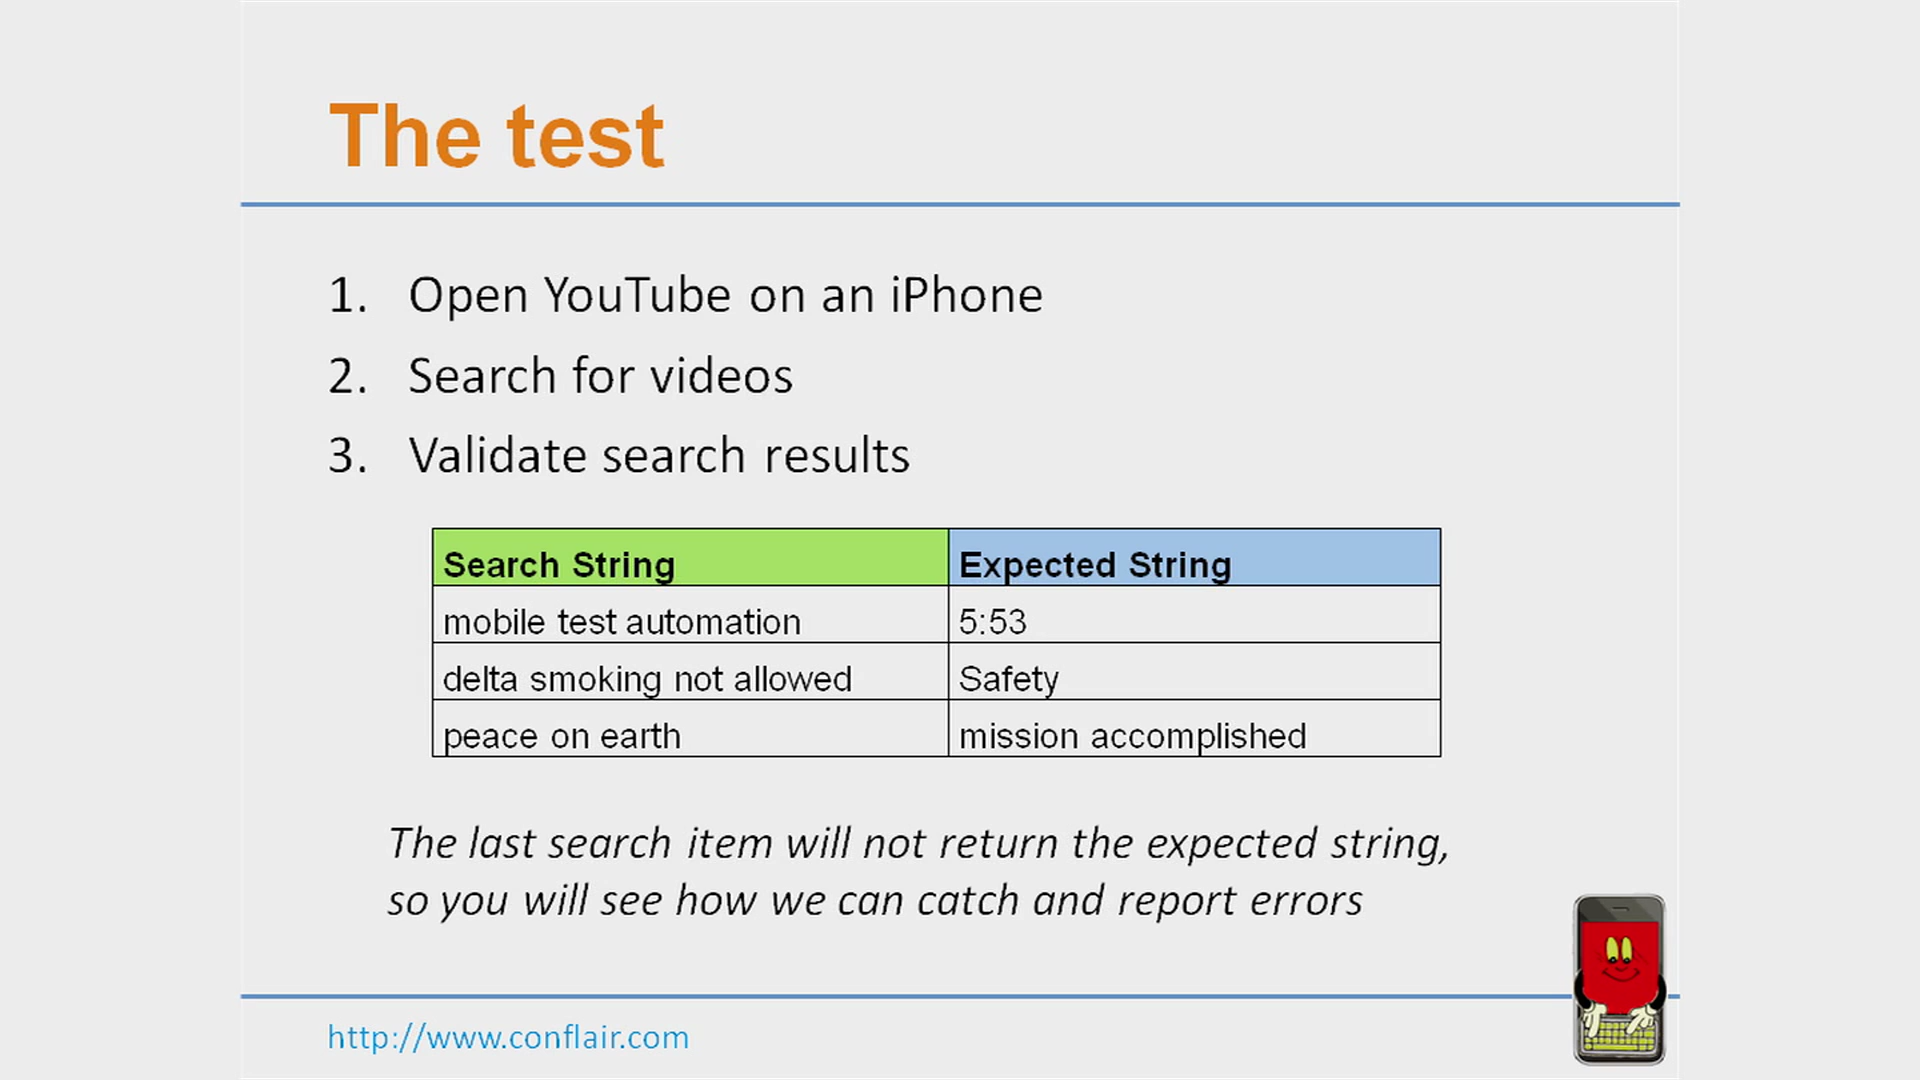 The test
1. Open YouTube on an iPhone
2. Search for videos
3. Validate search results
Search String Expected String
mobile test automation 5:53
delta smoking not allowed Safety
peace on earth mission accomplished
The last search item will not return the expected string,
so you will see how we can catch and report errors
http://www.conflair.com